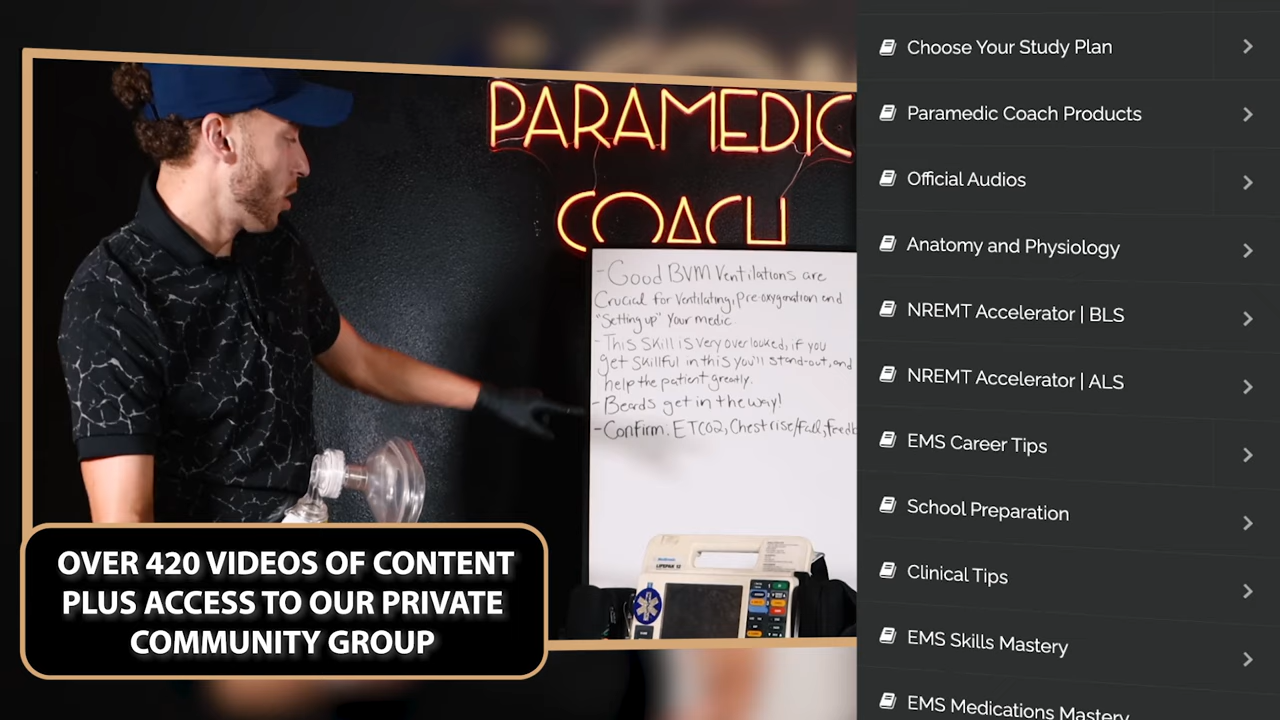 PARAMEDIC
COACH
- Good BVM Ventilations are
Crucial for Ventilating, Pre-oxygenation and
"Setting up" Your medic.
- This Skill is very overlooked, if you
get Skillful in this you'll stand-out, and
help the patient greatly.
- Beards get in the way!
- Confirm: ETCO2, Chest rise/fall, feedb
LIFEPAK 12
OVER 420 VIDEOS OF CONTENT
PLUS ACCESS TO OUR PRIVATE
COMMUNITY GROUP
Choose Your Study Plan
Paramedic Coach Products
Official Audios
Anatomy and Physiology
NREMT Accelerator | BLS
NREMT Accelerator | ALS
EMS Career Tips
School Preparation
Clinical Tips
EMS Skills Mastery
EMS Medications Mastery